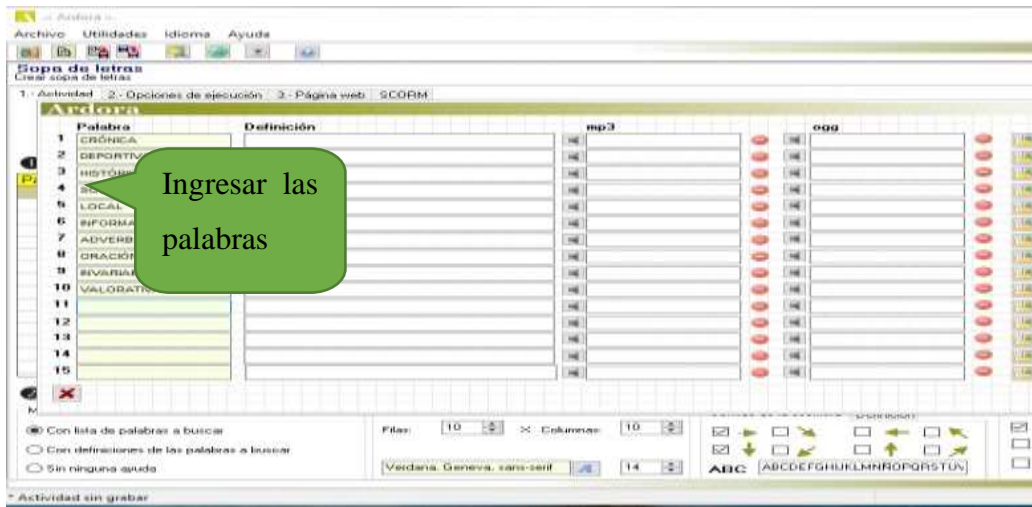 Ardora
Archivo Utilidades Idioma Ayuda
Sopa de letras
Crear sopa de letras
1.- Actividad 2.- Opciones de ejecución 3.- Página web SCORM
Ardora
Palabra Definición mp3 ogg
1 CRÓNICA
2 DEPORTIV
3 HISTÓR
4
5 LOCAL
6 INFORMA
7 ADVERB
8 ORACIÓN
9 INVARIA
10 VALORATIV
11
12
13
14
15
Ingresar las
palabras
Con lista de palabras a buscar
Con definiciones de las palabras a buscar
Sin ninguna ayuda
Filas: 10 Columnas: 10
Verdana, Geneva, sans-serif 14
ABC ABCDEFGHIJKLMNÑOPQRSTUV
* Actividad sin grabar